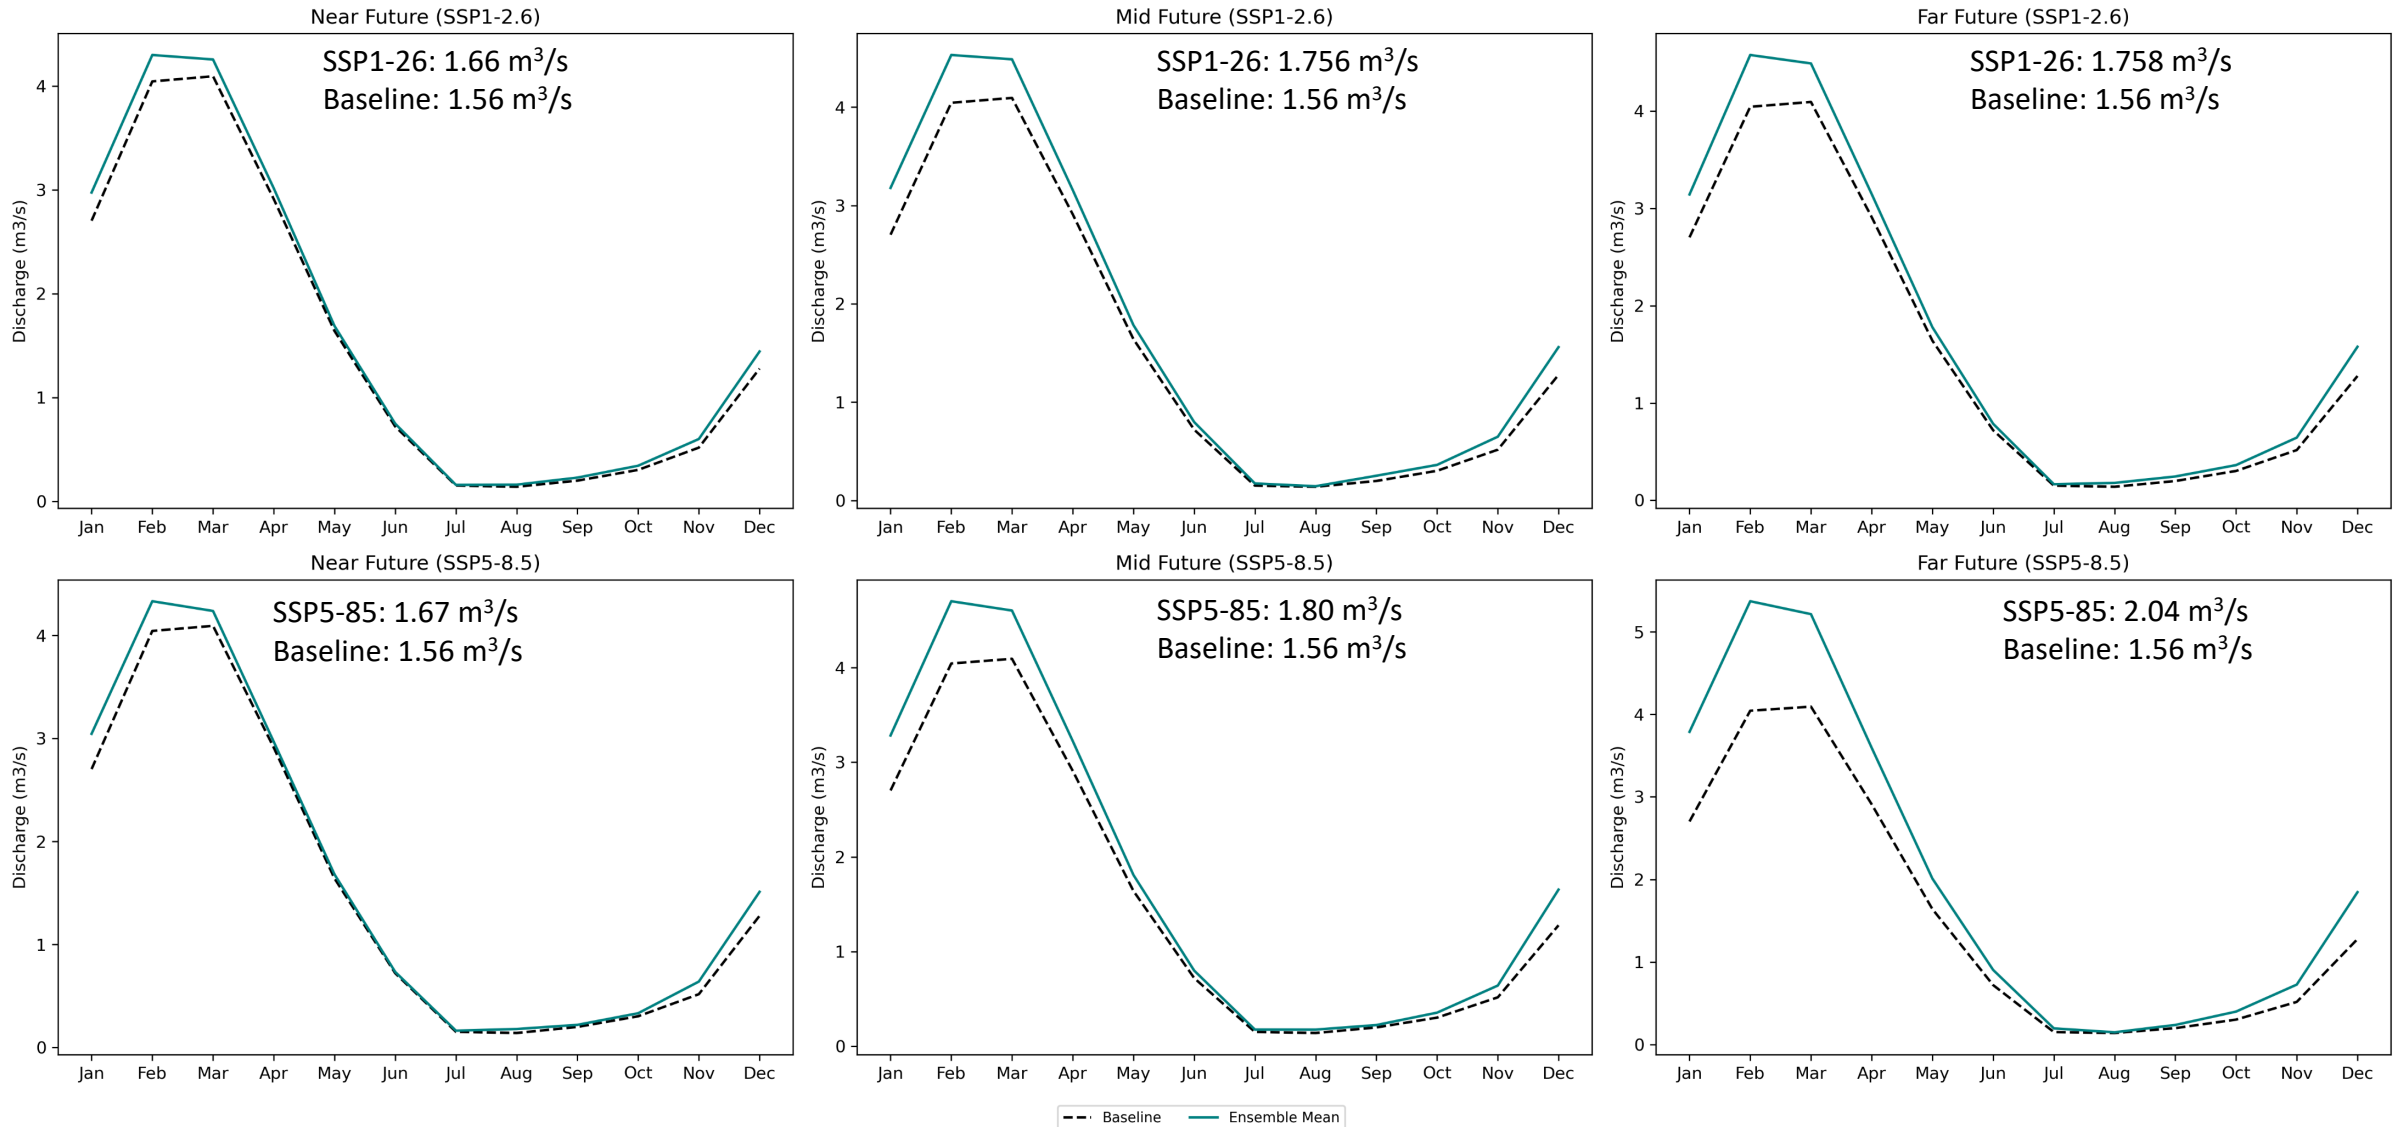 Near Future (SSP1-2.6)
SSP1-26: 1.66 m³/s
Baseline: 1.56 m³/s
Discharge (m3/s)
4
3
2
1
0
Jan Feb Mar Apr May Jun Jul Aug Sep Oct Nov Dec
Mid Future (SSP1-2.6)
SSP1-26: 1.756 m³/s
Baseline: 1.56 m³/s
Discharge (m3/s)
4
3
2
1
0
Jan Feb Mar Apr May Jun Jul Aug Sep Oct Nov Dec
Far Future (SSP1-2.6)
SSP1-26: 1.758 m³/s
Baseline: 1.56 m³/s
Discharge (m3/s)
4
3
2
1
0
Jan Feb Mar Apr May Jun Jul Aug Sep Oct Nov Dec
Near Future (SSP5-8.5)
SSP5-85: 1.67 m³/s
Baseline: 1.56 m³/s
Discharge (m3/s)
4
3
2
1
0
Jan Feb Mar Apr May Jun Jul Aug Sep Oct Nov Dec
Mid Future (SSP5-8.5)
SSP5-85: 1.80 m³/s
Baseline: 1.56 m³/s
Discharge (m3/s)
4
3
2
1
0
Jan Feb Mar Apr May Jun Jul Aug Sep Oct Nov Dec
Far Future (SSP5-8.5)
SSP5-85: 2.04 m³/s
Baseline: 1.56 m³/s
Discharge (m3/s)
5
4
3
2
1
0
Jan Feb Mar Apr May Jun Jul Aug Sep Oct Nov Dec
Baseline Ensemble Mean